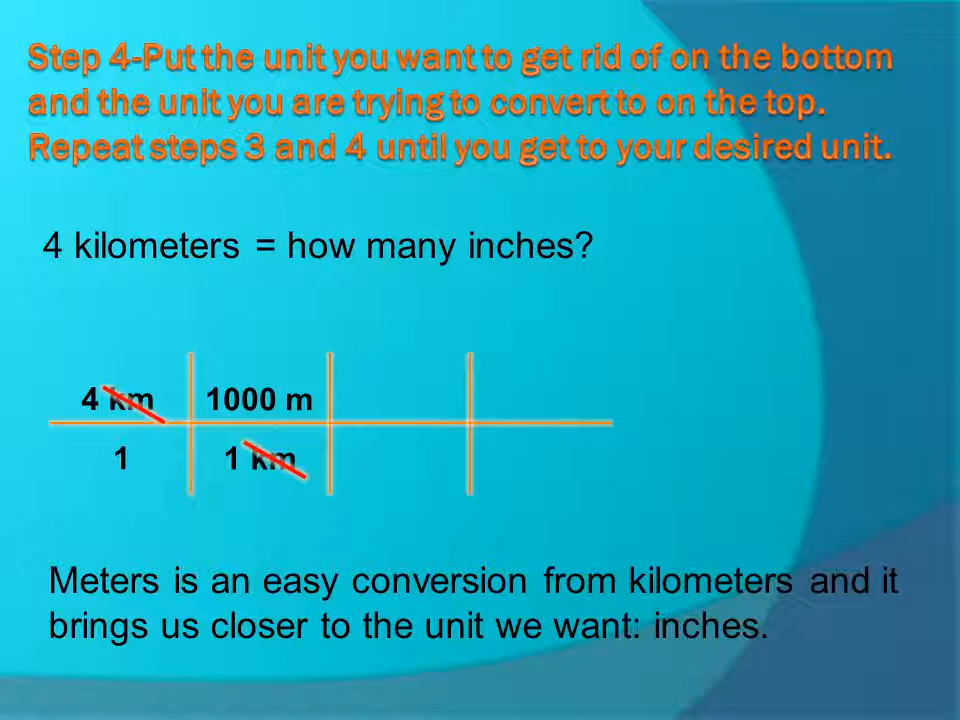 Step 4-Put the unit you want to get rid of on the bottom
and the unit you are trying to convert to on the top.
Repeat steps 3 and 4 until you get to your desired unit.
4 kilometers = how many inches?
4 km 1000 m
1 1 km
Meters is an easy conversion from kilometers and it
brings us closer to the unit we want: inches.